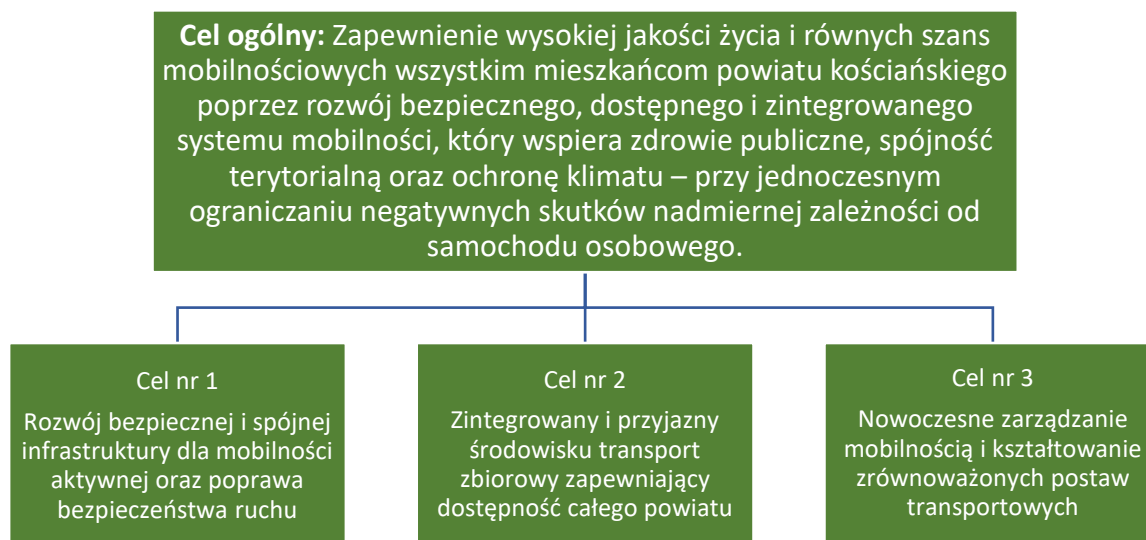 Cel ogólny: Zapewnienie wysokiej jakości życia i równych szans
mobilnościowych wszystkim mieszkańcom powiatu kościańskiego
poprzez rozwój bezpiecznego, dostępnego i zintegrowanego
systemu mobilności, który wspiera zdrowie publiczne, spójność
terytorialną oraz ochronę klimatu – przy jednoczesnym
ograniczaniu negatywnych skutków nadmiernej zależności od
samochodu osobowego.
Cel nr 1
Rozwój bezpiecznej i spójnej
infrastruktury dla mobilności
aktywnej oraz poprawa
bezpieczeństwa ruchu
Cel nr 2
Zintegrowany i przyjazny
środowisku transport
zbiorowy zapewniający
dostępność całego powiatu
Cel nr 3
Nowoczesne zarządzanie
mobilnością i kształtowanie
zrównoważonych postaw
transportowych